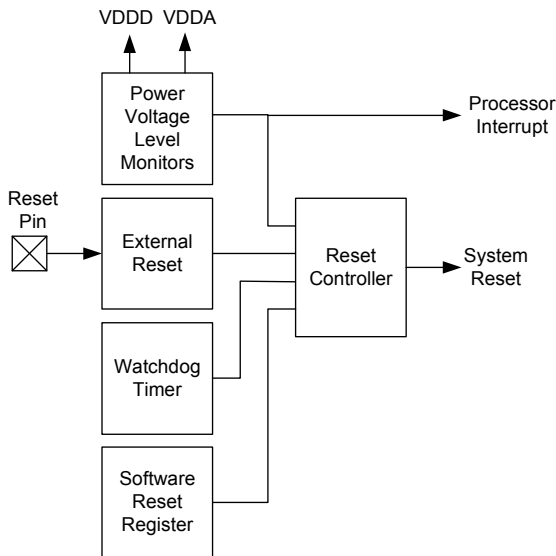 VDDD VDDA
Power
Voltage
Level
Monitors
Processor
Interrupt
Reset
Pin
External
Reset
Reset
Controller
System
Reset
Watchdog
Timer
Software
Reset
Register